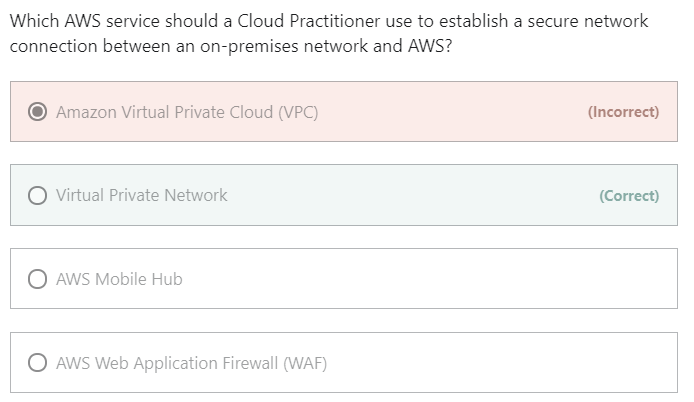 Which AWS service should a Cloud Practitioner use to establish a secure network
connection between an on-premises network and AWS?
Amazon Virtual Private Cloud (VPC) (Incorrect)
Virtual Private Network (Correct)
AWS Mobile Hub
AWS Web Application Firewall (WAF)